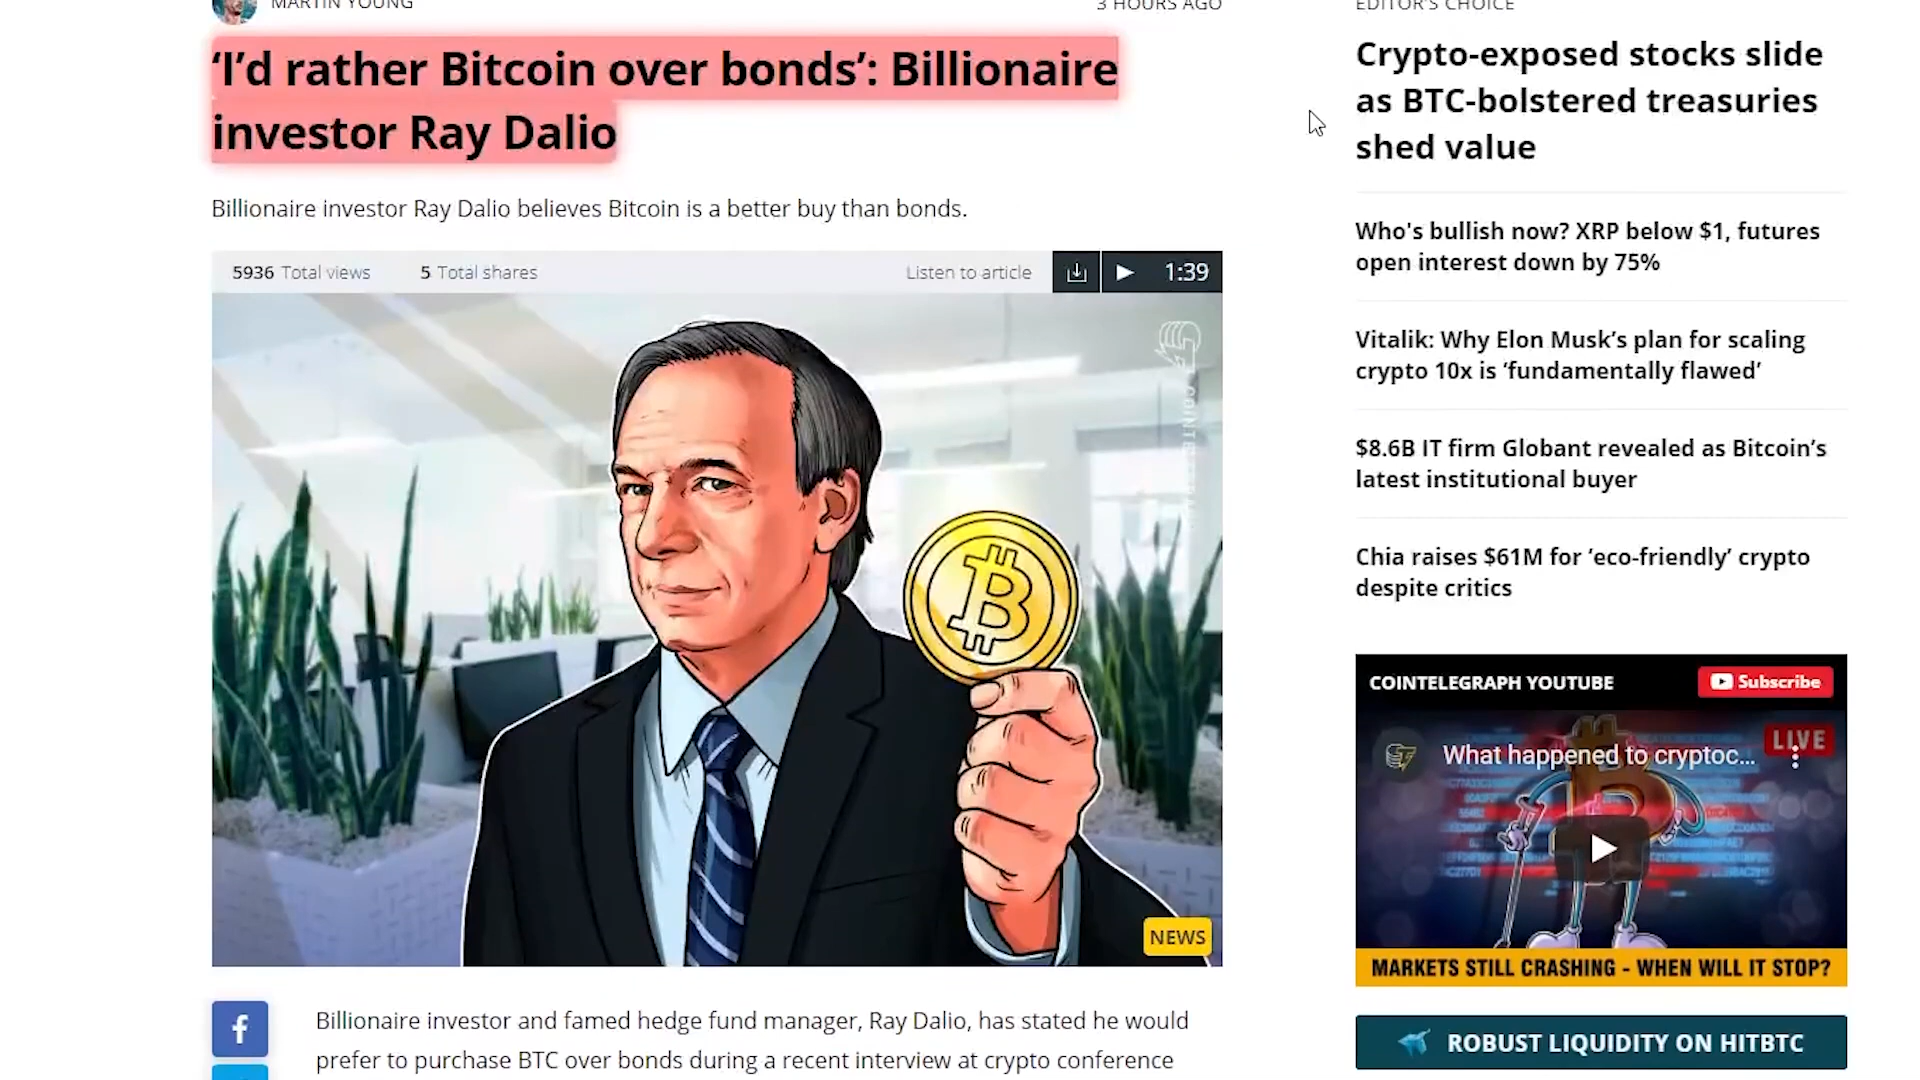 MARTIN YOUNG
3 HOURS AGO
‘I’d rather Bitcoin over bonds’: Billionaire
investor Ray Dalio
Billionaire investor Ray Dalio believes Bitcoin is a better buy than bonds.
5936 Total views
5 Total shares
Listen to article
1:39
NEWS
Billionaire investor and famed hedge fund manager, Ray Dalio, has stated he would
prefer to purchase BTC over bonds during a recent interview at crypto conference
EDITOR’S CHOICE
Crypto-exposed stocks slide
as BTC-bolstered treasuries
shed value
Who's bullish now? XRP below $1, futures
open interest down by 75%
Vitalik: Why Elon Musk’s plan for scaling
crypto 10x is ‘fundamentally flawed’
$8.6B IT firm Globant revealed as Bitcoin’s
latest institutional buyer
Chia raises $61M for ‘eco-friendly’ crypto
despite critics
COINTELEGRAPH YOUTUBE
Subscribe
LIVE
What happened to cryptoc...
MARKETS STILL CRASHING - WHEN WILL IT STOP?
ROBUST LIQUIDITY ON HITBTC